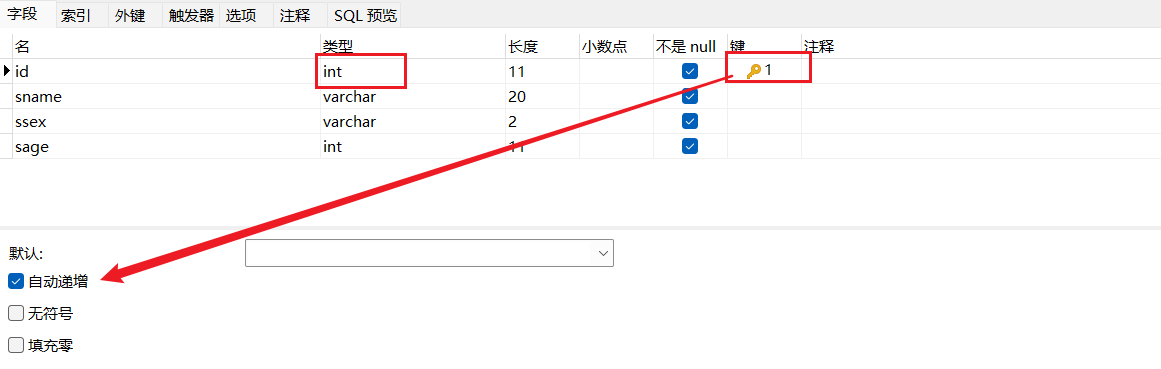 字段 索引 外键 触发器 选项 注释 SQL 预览
名 类型 长度 小数点 不是 null 键 注释
id int 11 1
sname varchar 20
ssex varchar 2
sage int 11
默认:
自动递增
无符号
填充零